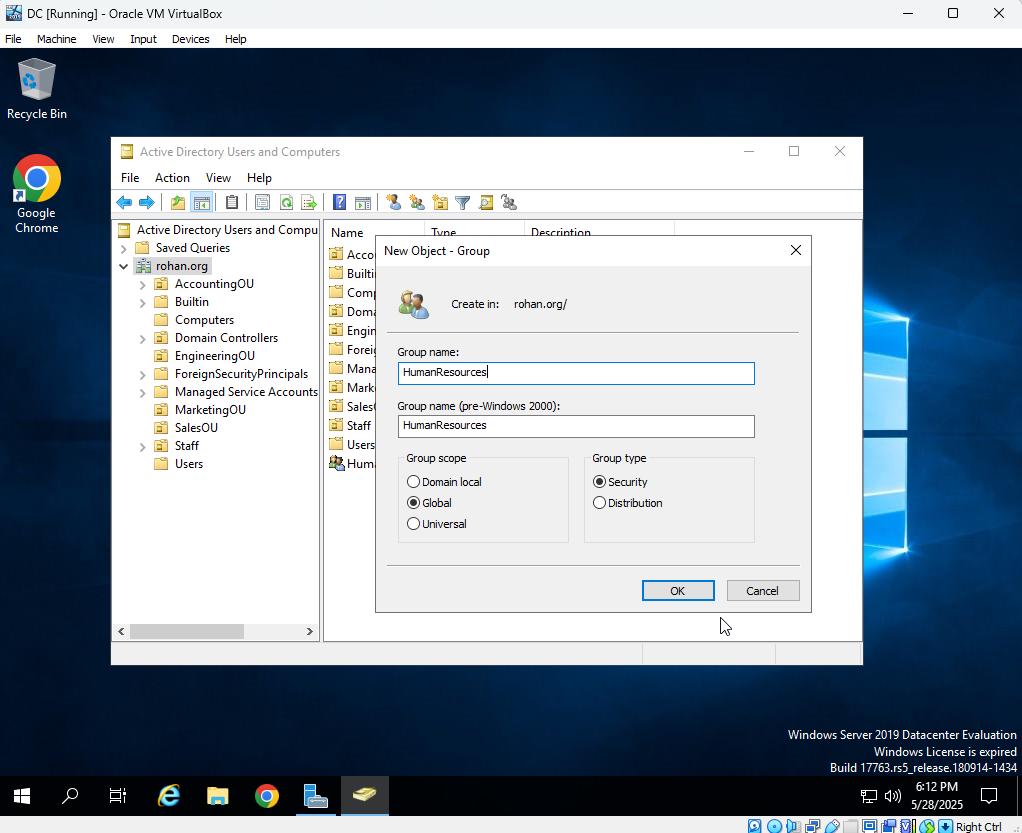 DC [Running] - Oracle VM VirtualBox
File Machine View Input Devices Help
Recycle Bin
Google
Chrome
Active Directory Users and Computers
File Action View Help
Active Directory Users and Compu
Saved Queries
rohan.org
AccountingOU
Builtin
Computers
Domain Controllers
EngineeringOU
ForeignSecurityPrincipals
Managed Service Accounts
MarketingOU
SalesOU
Staff
Users
Name Type Description
Acco
Builti
Comp
Doma
Engin
Foreig
Mana
Mark
SalesO
Staff
Users
Huma
New Object - Group
Create in: rohan.org/
Group name:
HumanResources
Group name (pre-Windows 2000):
HumanResources
Group scope
Domain local
Global
Universal
Group type
Security
Distribution
OK Cancel
Windows Server 2019 Datacenter Evaluation
Windows License is expired
Build 17763.rs5_release.180914-1434
6:12 PM
5/28/2025
Right Ctrl